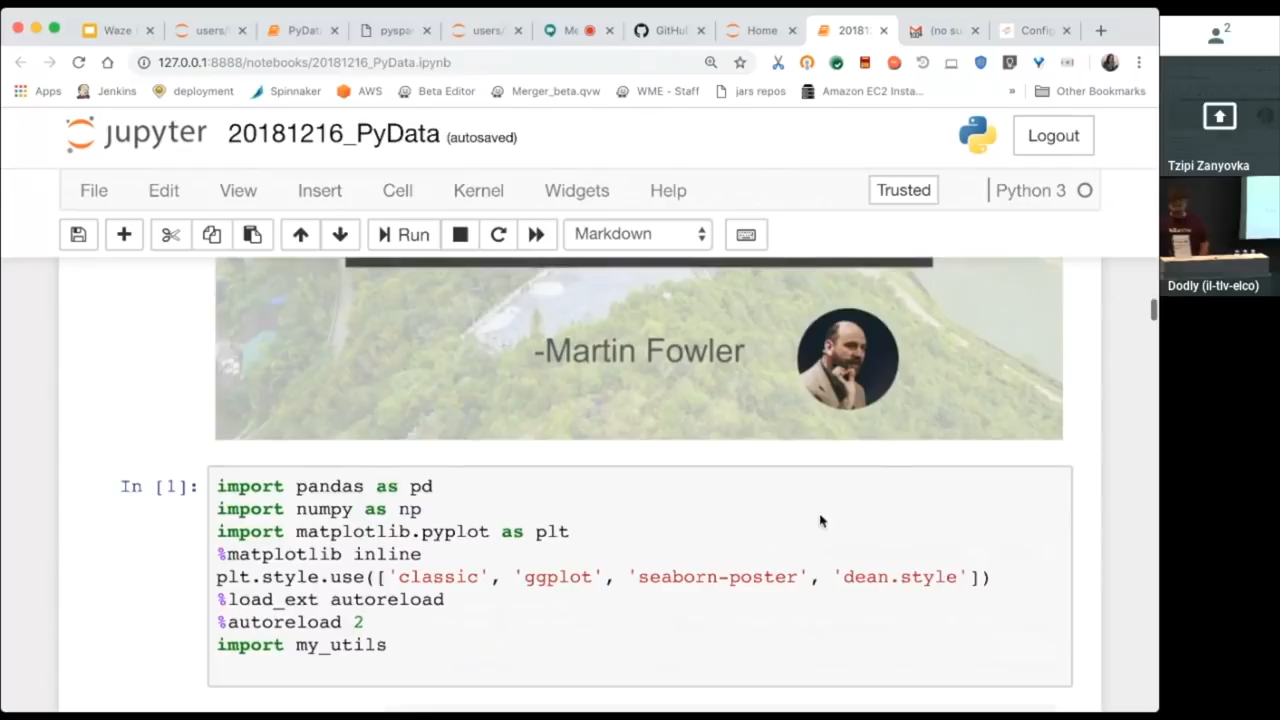 Waze
users/
PyData
pyspa
users/
Me
GitHu
Home
20181
(no su
Config
127.0.0.1:8888/notebooks/20181216_PyData.ipynb
Apps
Jenkins
deployment
Spinnaker
AWS
Beta Editor
Merger_beta.qvw
WME - Staff
jars repos
Amazon EC2 Insta...
»
Other Bookmarks
2
Tzipi Zanyovka
Dodly (il-tlv-elco)
jupyter 20181216_PyData (autosaved)
Logout
File Edit View Insert Cell Kernel Widgets Help
Trusted
Python 3
Run
Markdown
-Martin Fowler
In [1]:
import pandas as pd
import numpy as np
import matplotlib.pyplot as plt
%matplotlib inline
plt.style.use(['classic', 'ggplot', 'seaborn-poster', 'dean.style'])
%load_ext autoreload
%autoreload 2
import my_utils